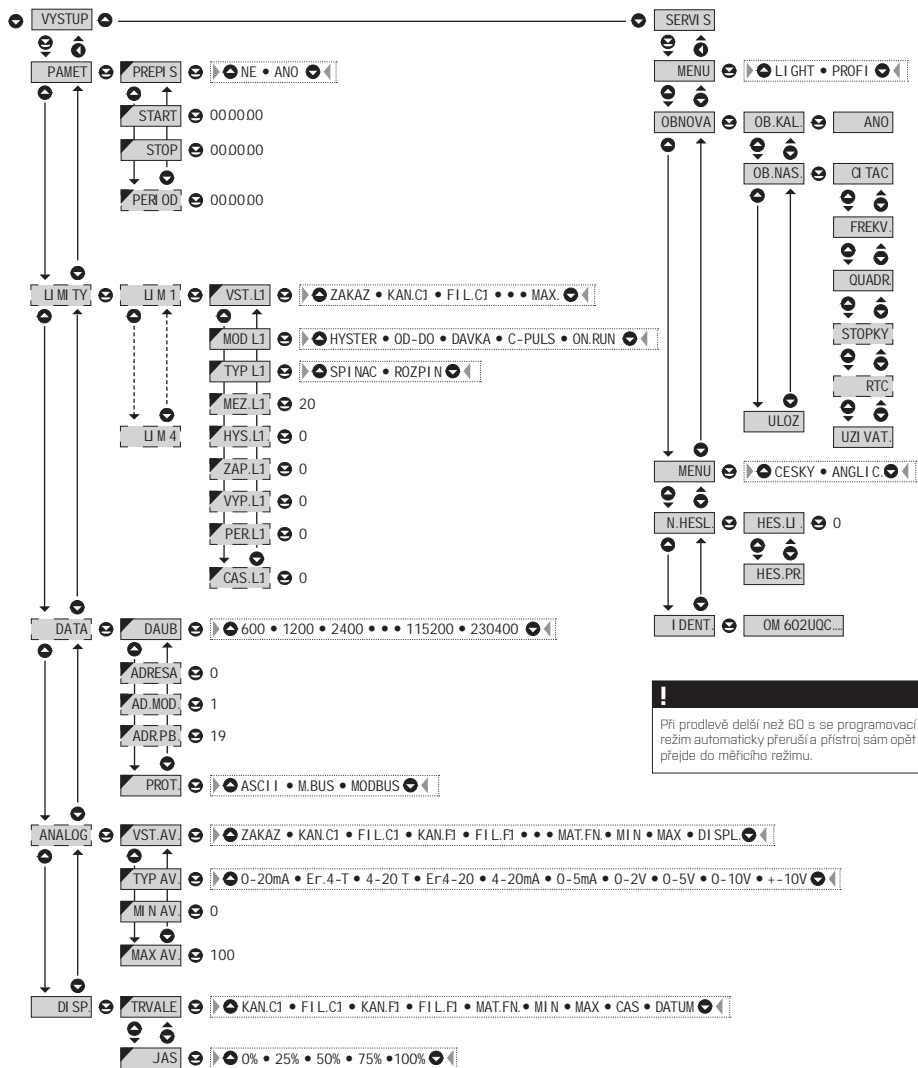 VYSTUP
PAMET
PREPIS
NE • ANO
START
00.00.00
STOP
00.00.00
PERIOD
00.00.00
LIMITY
LIM 1
VST.L1
ZAKAZ • KAN.C1 • FIL.C1 • • • MAX.
MOD L1
HYSTER • OD-DO • DAVKA • C-PULS • ON.RUN
TYP L1
SPINAC • ROZPIN
MEZ.L1
20
LIM 4
HYS.L1
0
ZAP.L1
0
VYP.L1
0
PER.L1
0
CAS.L1
0
DATA
DAUB
600 • 1200 • 2400 • • • 115200 • 230400
ADRESA
0
AD.MOD.
1
ADR.P.B.
19
PROT.
ASCII • M.BUS • MODBUS
ANALOG
VST.AV.
ZAKAZ • KAN.C1 • FIL.C1 • KAN.F1 • FIL.F1 • • • MAT.FN. • MIN • MAX • DISPL.
TYP AV.
0-20mA • Er.4-T • 4-20 T • Er4-20 • 4-20mA • 0-5mA • 0-2V • 0-5V • 0-10V • +-10V
MIN AV.
0
MAX AV.
100
DISP.
TRVALE
KAN.C1 • FIL.C1 • KAN.F1 • FIL.F1 • MAT.FN. • MIN • MAX • CAS • DATUM
JAS
0% • 25% • 50% • 75% •100%
SERVIS
MENU
LIGHT • PROFI
OBNOVA
OB.KAL.
ANO
OB.NAS.
CITAC
FREKV.
QUADR.
STOPKY
RTC
ULOZ
UZIVAT.
MENU
CESKY • ANGLIC.
N.HESL.
HES.LI.
0
HES.PR.
IDENT.
OM 602UQC....
!
Při prodlevě delší než 60 s se programovací
režim automaticky přeruší a přístroj sám opět
přejde do měřicího režimu.